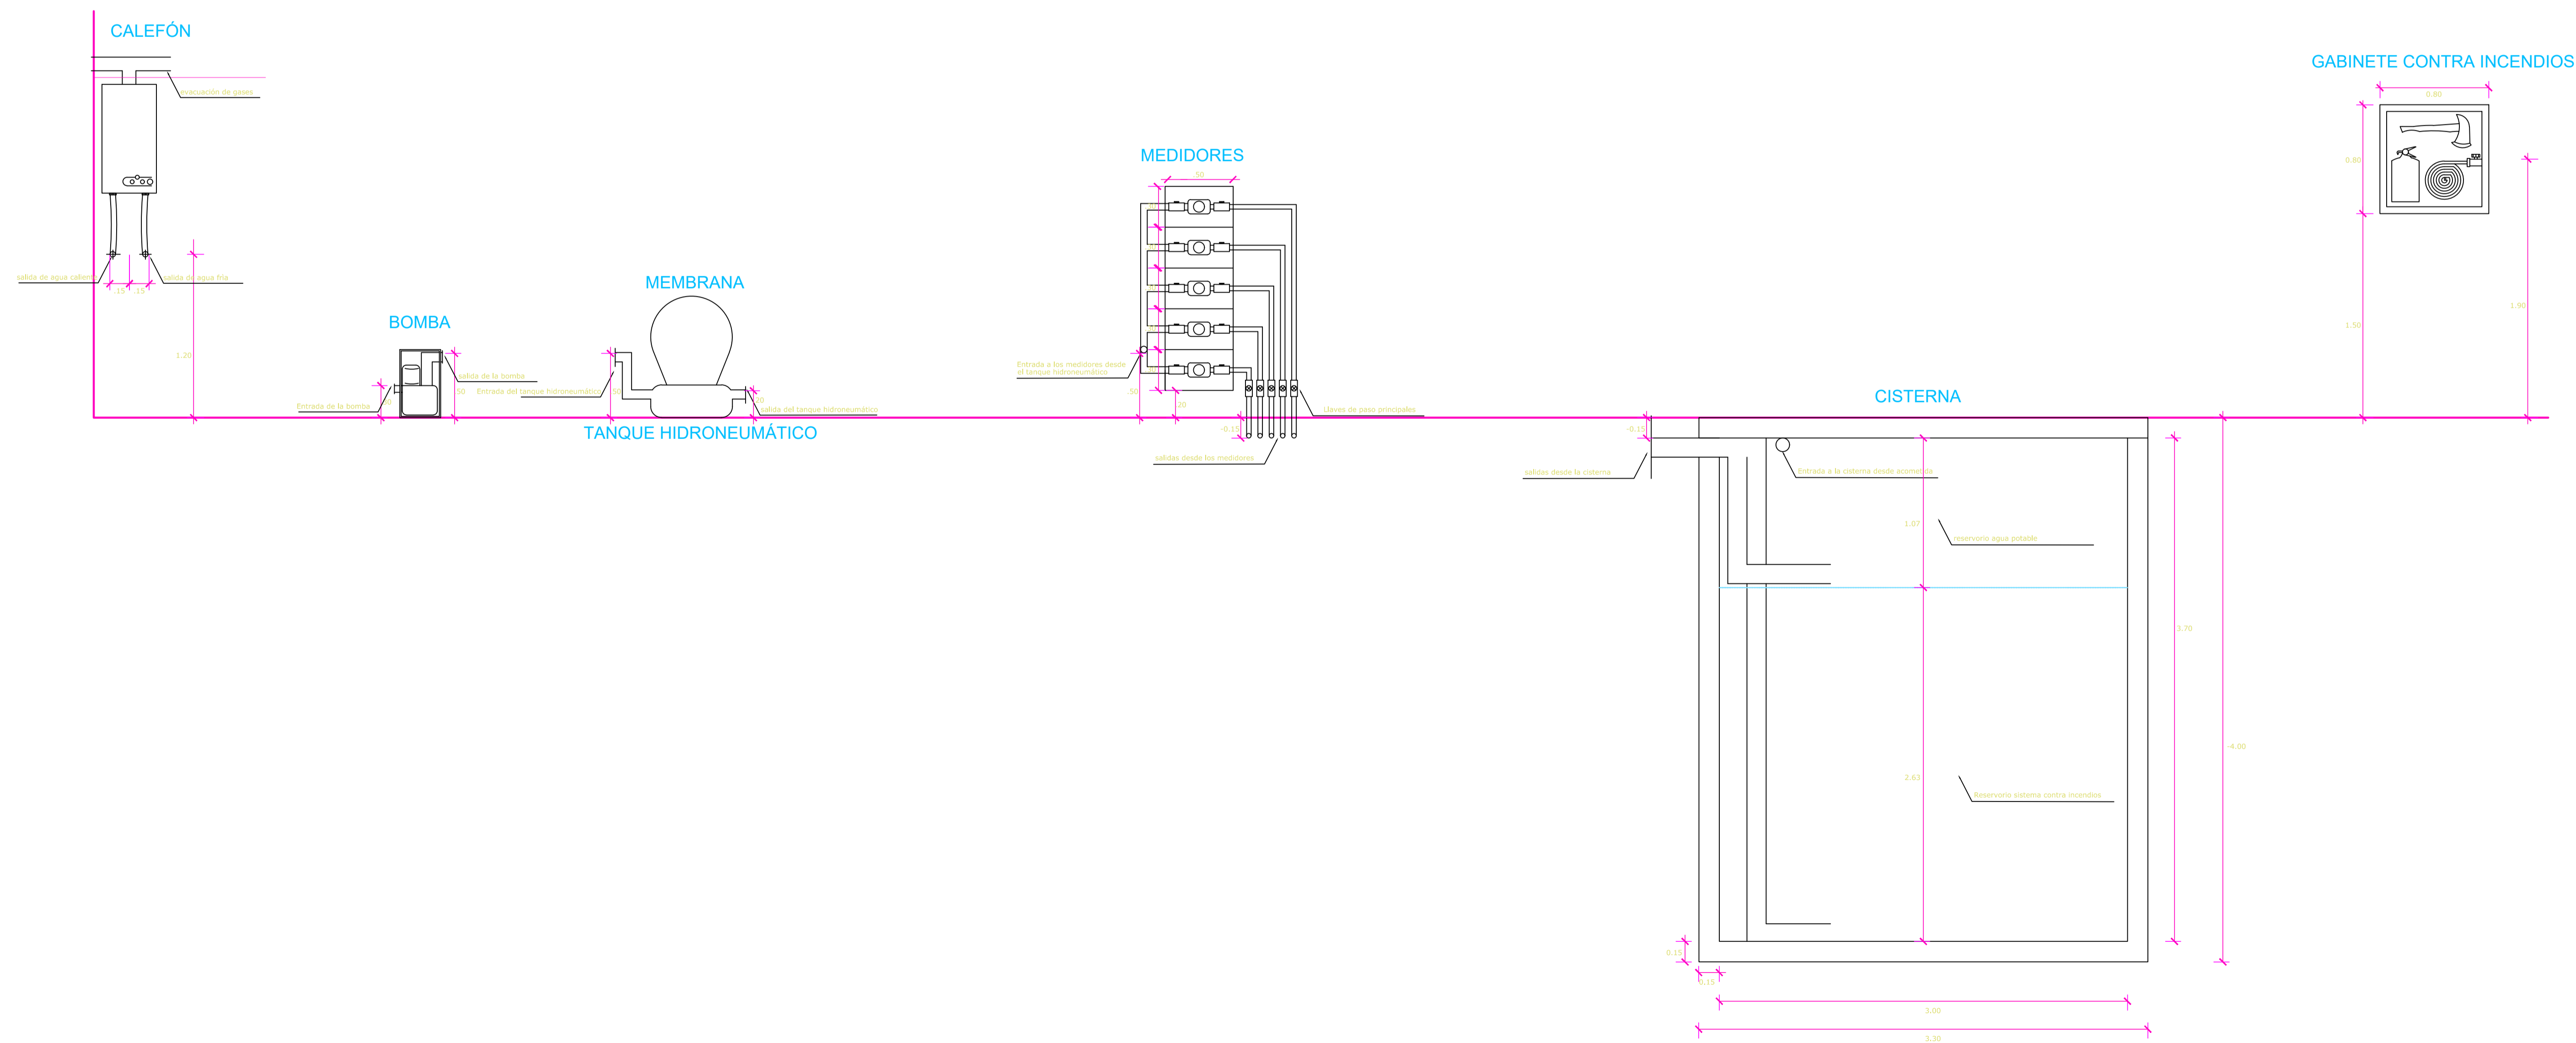 CALEFÓN
evacuación de gases
salida de agua caliente
salida de agua fría
.15
.15
1.20
BOMBA
salida de la bomba
Entrada de la bomba
.50
MEMBRANA
Entrada del tanque hidroneumático
.50
.20
salida del tanque hidroneumático
TANQUE HIDRONEUMÁTICO
MEDIDORES
.50
Entrada a los medidores desde
el tanque hidroneumático
.50
.20
-0.15
Llaves de paso principales
salidas desde los medidores
CISTERNA
-0.15
salidas desde la cisterna
Entrada a la cisterna desde acometida
1.07
reservorio agua potable
3.70
-4.00
2.63
Reservorio sistema contra incendios
0.15
0.15
3.00
3.30
GABINETE CONTRA INCENDIOS
0.80
0.80
1.90
1.50